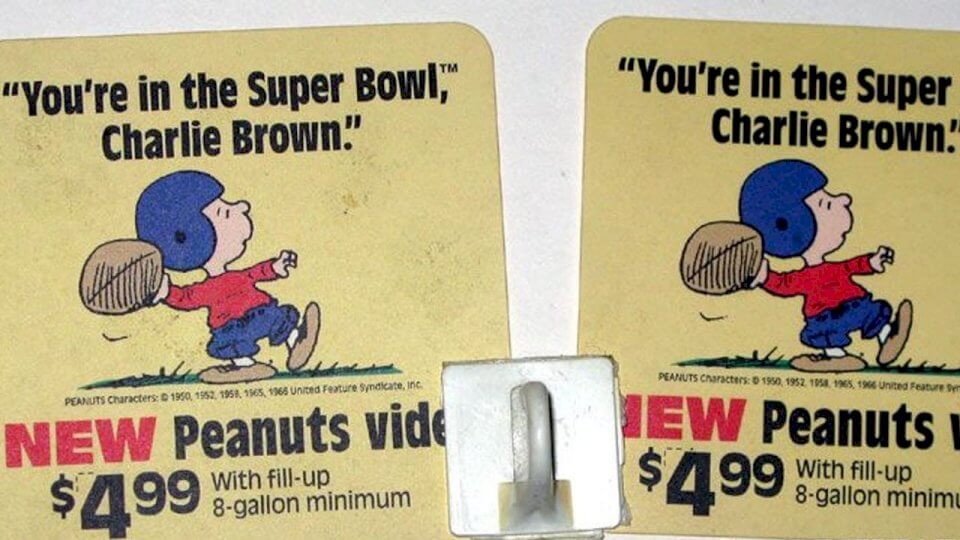 "You're in the Super Bowl,™
Charlie Brown."
PEANUTS Characters: © 1950, 1952, 1958, 1965, 1966 United Feature Syndicate, Inc.
NEW Peanuts vide
$4.99
With fill-up
8-gallon minimum
"You're in the Super
Charlie Brown."
PEANUTS Characters: © 1950, 1952, 1958, 1965, 1966 United Feature Syn
NEW Peanuts v
$4.99
With fill-up
8-gallon minimu